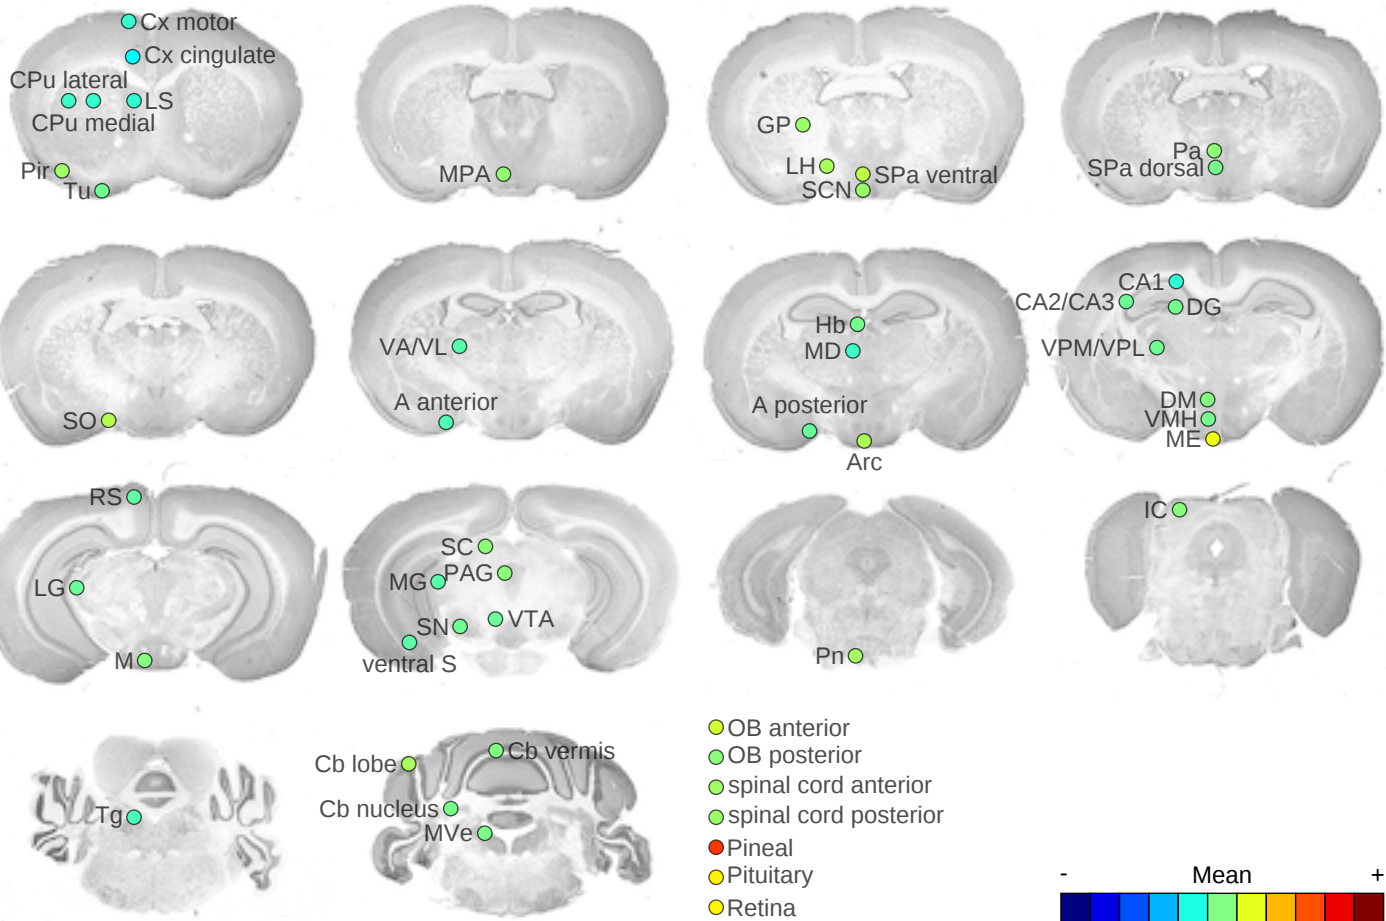 Cx motor
Cx cingulate
CPu lateral
LS
CPu medial
Pir
Tu
MPA
GP
LH
SPa ventral
SCN
Pa
SPa dorsal
SO
VA/VL
A anterior
Hb
MD
A posterior
Arc
CA1
CA2/CA3
DG
VPM/VPL
DM
VMH
ME
RS
LG
M
SC
PAG
MG
VTA
SN
ventral S
Pn
IC
Tg
Cb lobe
Cb vermis
Cb nucleus
MVe
OB anterior
OB posterior
spinal cord anterior
spinal cord posterior
Pineal
Pituitary
Retina
- Mean +